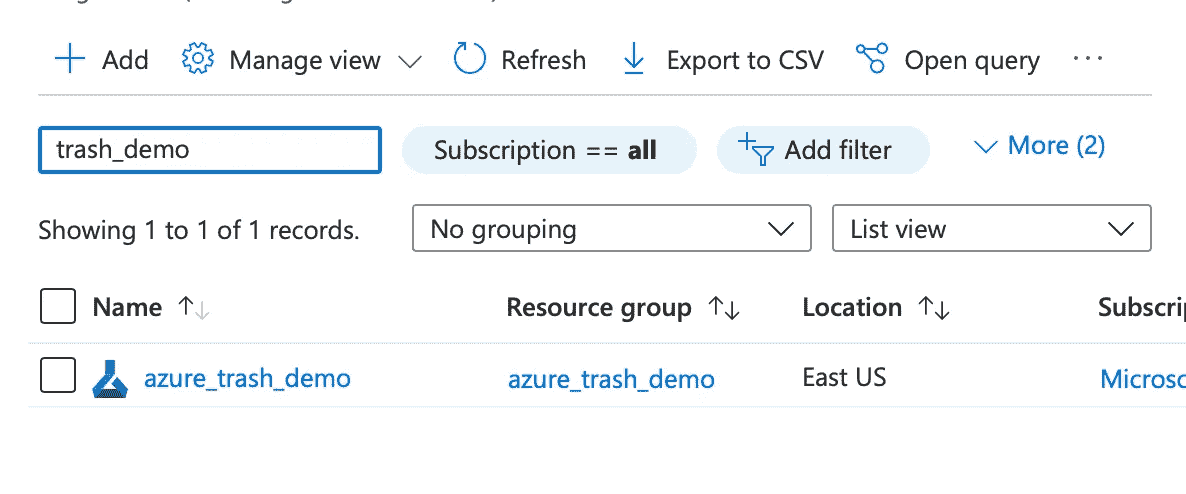 Add Manage view Refresh Export to CSV Open query ...
trash_demo Subscription == all Add filter More (2)
Showing 1 to 1 of 1 records. No grouping List view
Name Resource group Location
azure_trash_demo azure_trash_demo East US